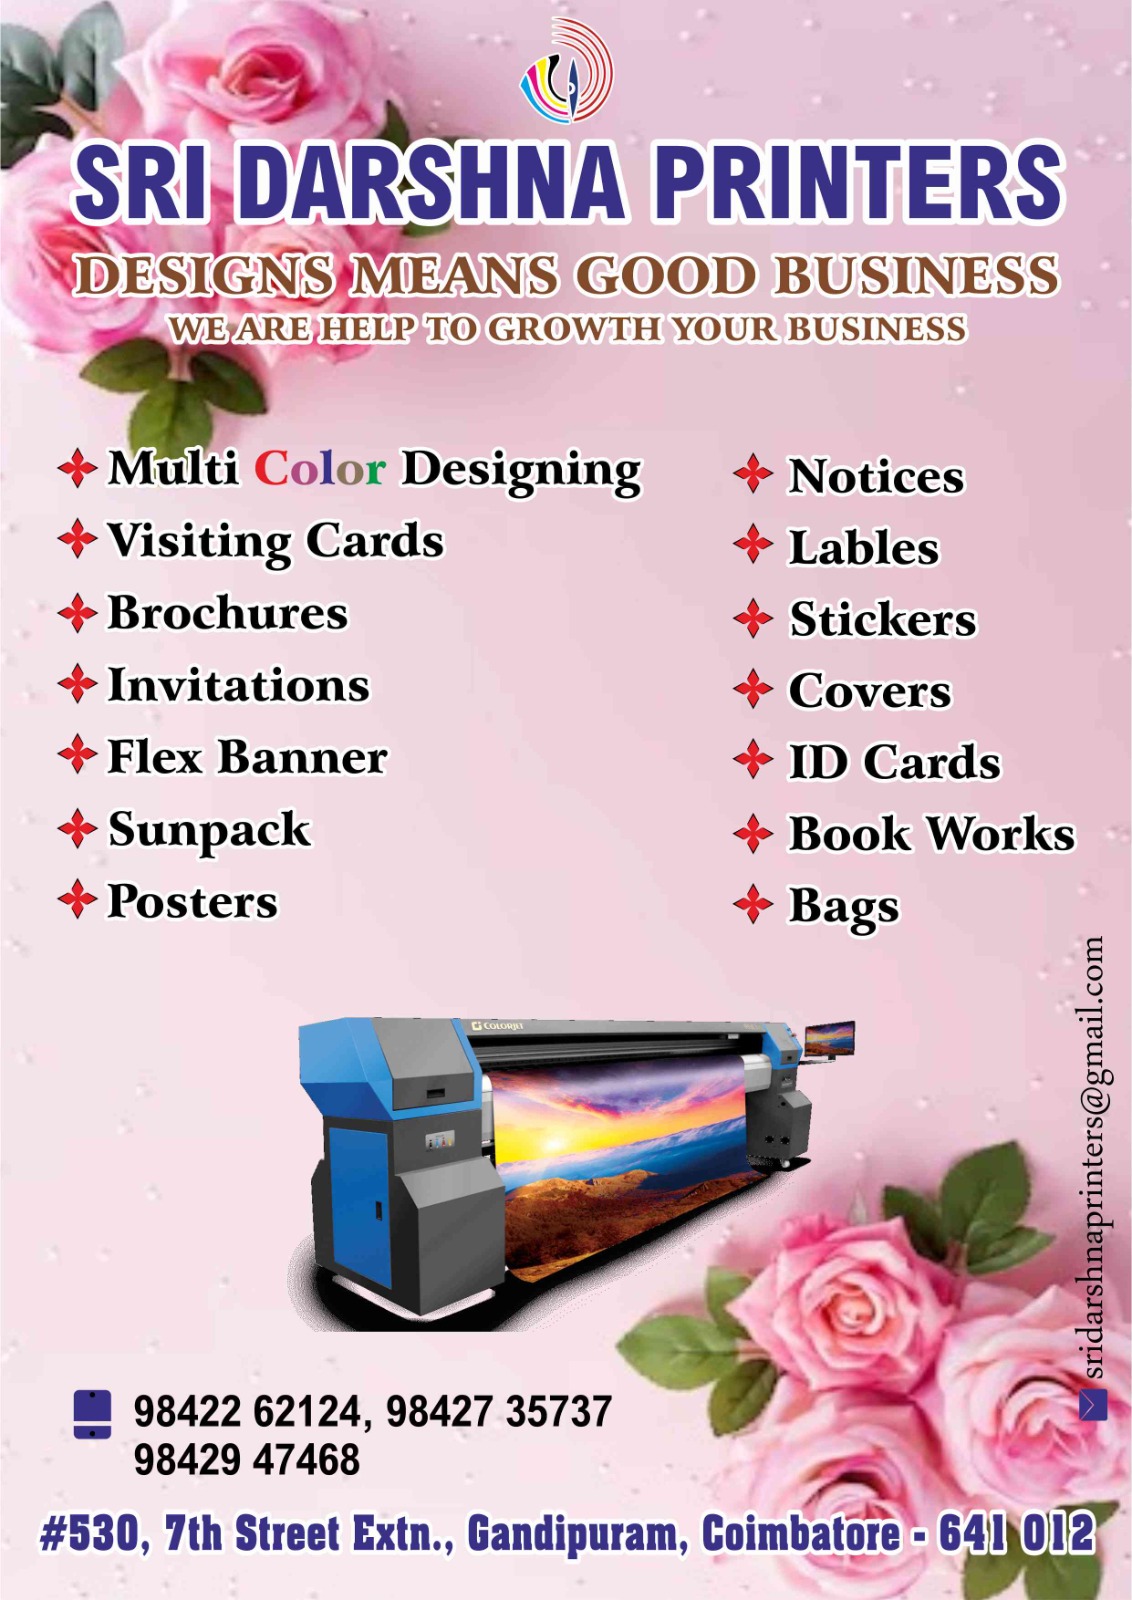 SRI DARSHNA PRINTERS
DESIGNS MEANS GOOD BUSINESS
WE ARE HELP TO GROWTH YOUR BUSINESS
Multi Color Designing
Visiting Cards
Brochures
Invitations
Flex Banner
Sunpack
Posters
Notices
Lables
Stickers
Covers
ID Cards
Book Works
Bags
COLORJET
sridarshnaprinters@gmail.com
98422 62124, 98427 35737
98429 47468
#530, 7th Street Extn., Gandipuram, Coimbatore - 641 012